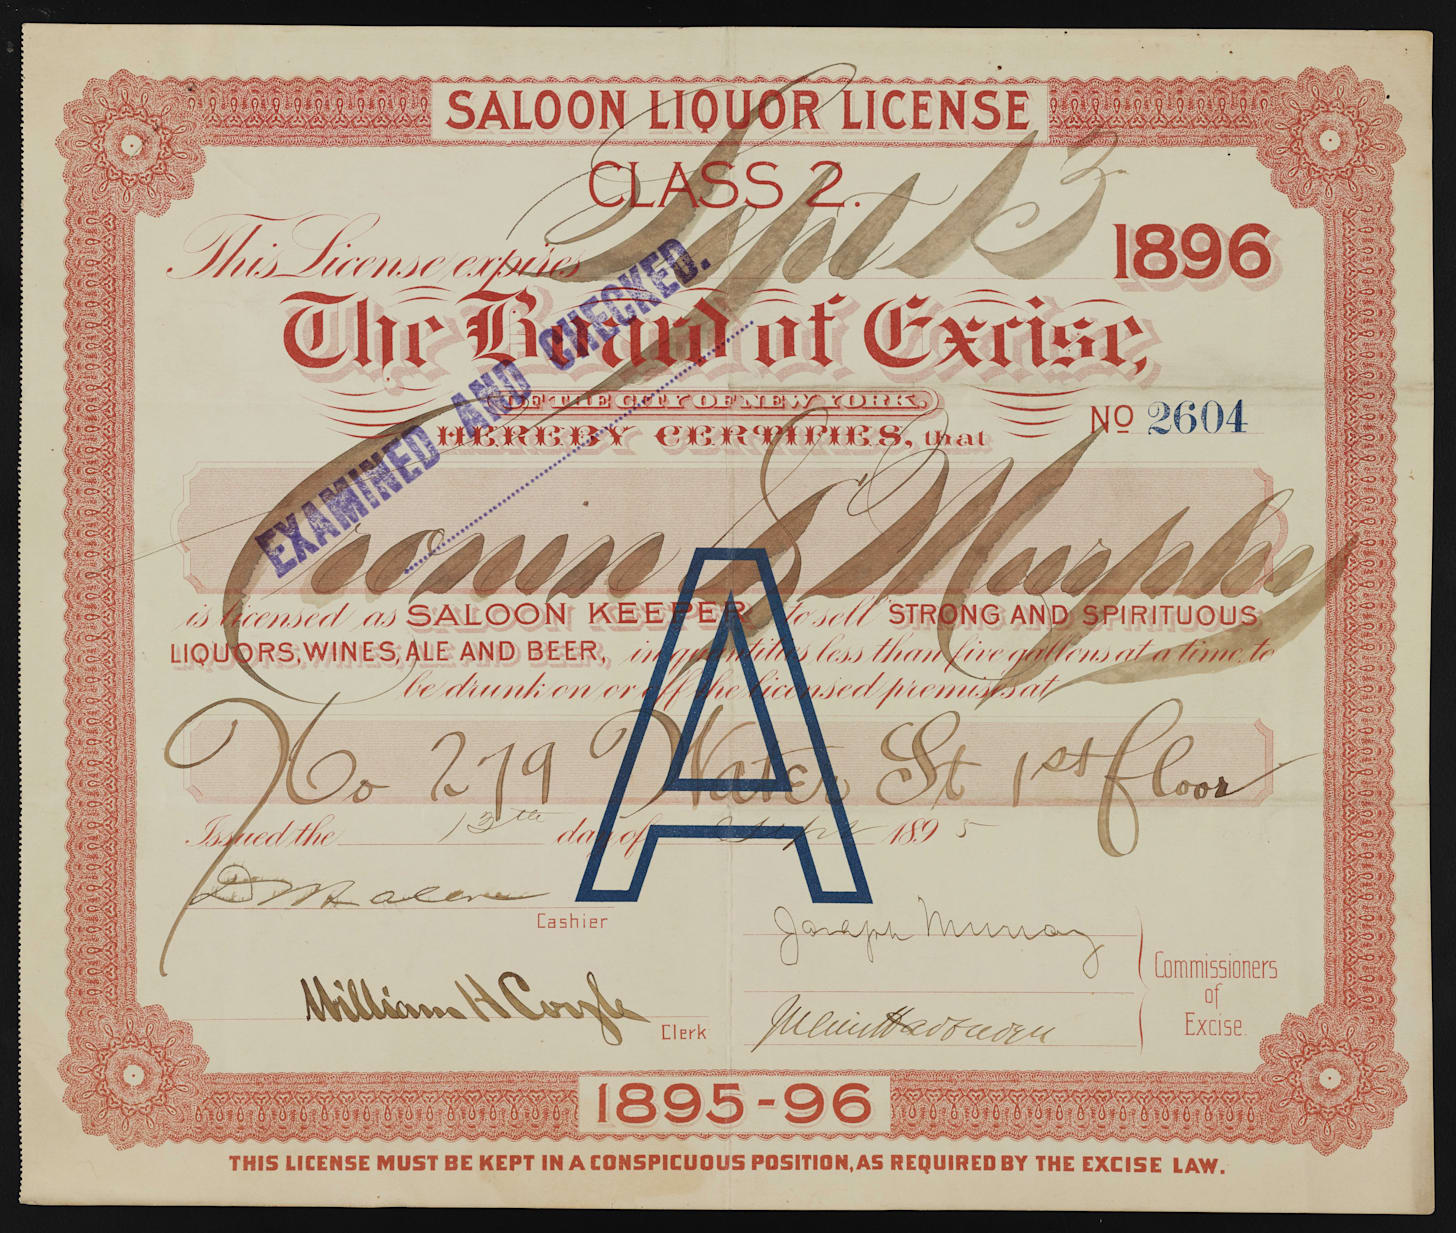 SALOON LIQUOR LICENSE
CLASS 2.
This License expires Sept 13 1896
The Board of Excise,
OF THE CITY OF NEW YORK,
No 2604
HEREBY CERTIFIES, that
EXAMINED AND CHECKED.
Cronin & Murphy
is licensed as SALOON KEEPER to sell STRONG AND SPIRITUOUS
LIQUORS, WINES, ALE AND BEER, in quantities less than five gallons at a time, to
be drunk on or off the licensed premises at
A
No 279 Water St 1st floor
Issued the 13th day of Sept 1895
Cashier
Joseph Murray
Commissioners
of
Excise.
William H Coyle
Clerk
1895-96
THIS LICENSE MUST BE KEPT IN A CONSPICUOUS POSITION, AS REQUIRED BY THE EXCISE LAW.